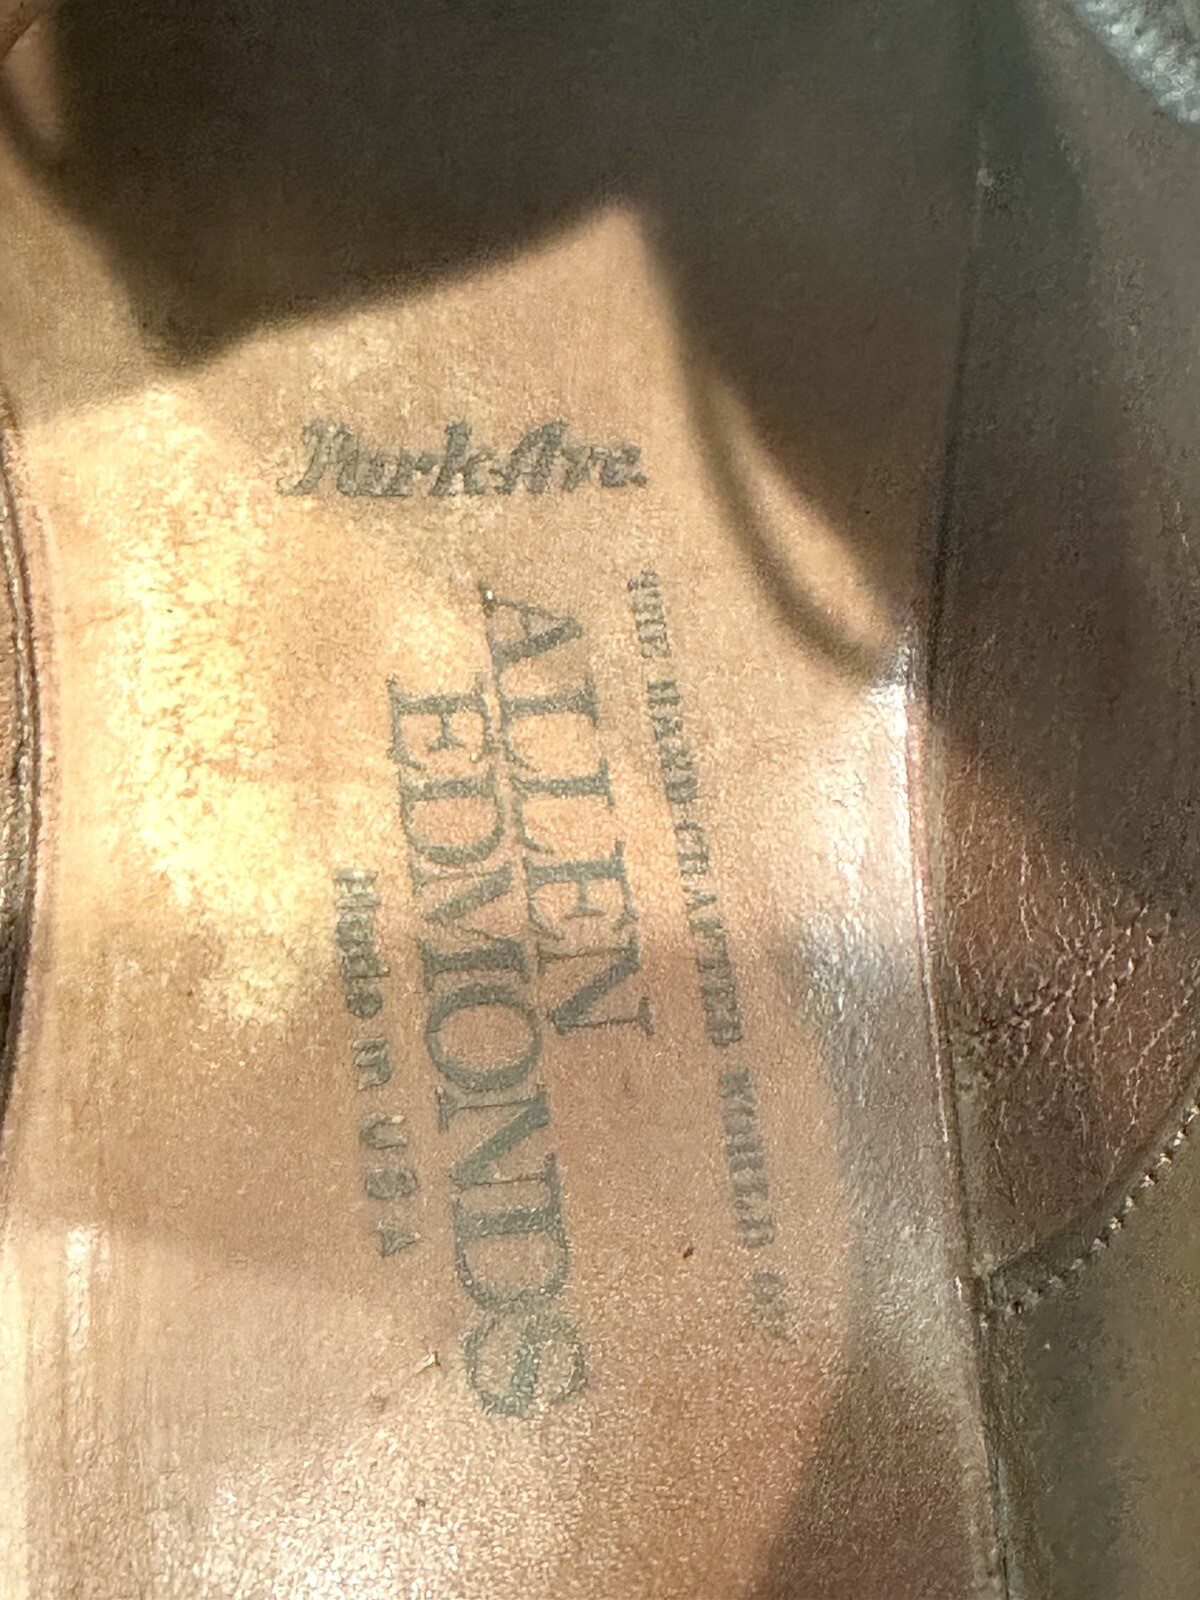 Park Ave.
THE HAND-CRAFTED WORLD OF
ALLEN
EDMONDS
Made in USA